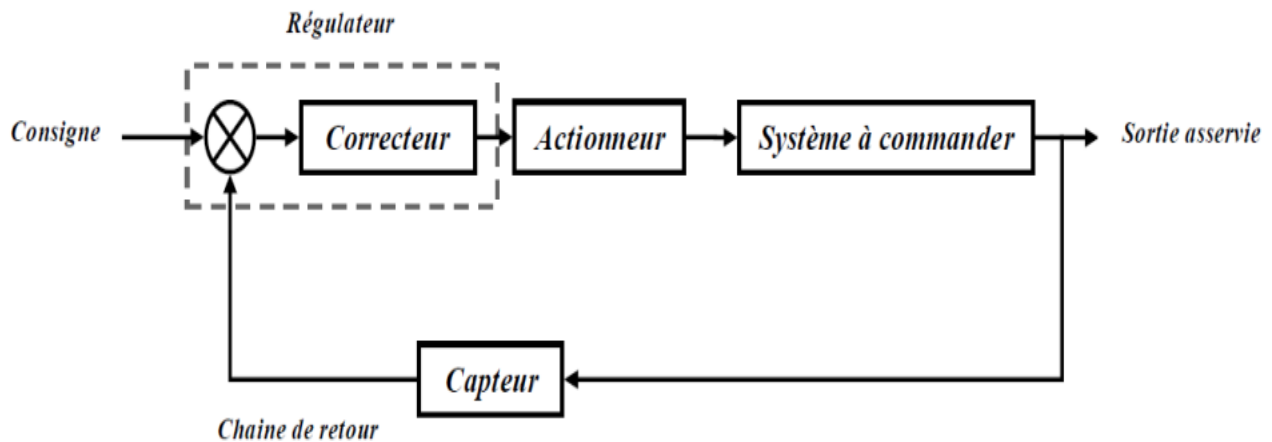 Régulateur
Consigne
Correcteur
Actionneur
Système à commander
Sortie asservie
Capteur
Chaine de retour